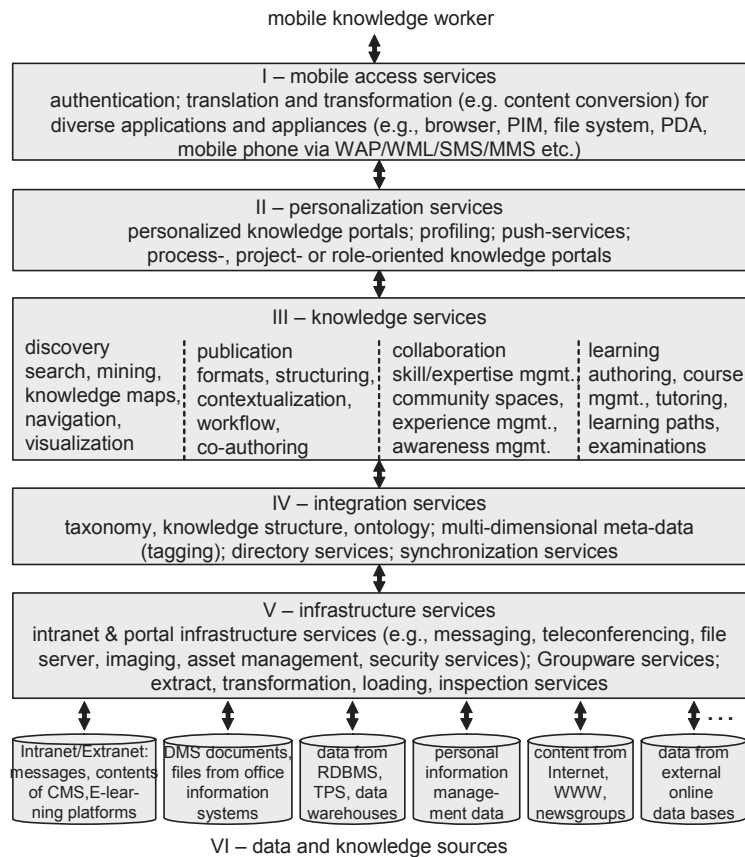 mobile knowledge worker
I – mobile access services
authentication; translation and transformation (e.g. content conversion) for
diverse applications and appliances (e.g., browser, PIM, file system, PDA,
mobile phone via WAP/WML/SMS/MMS etc.)
II – personalization services
personalized knowledge portals; profiling; push-services;
process-, project- or role-oriented knowledge portals
III – knowledge services
discovery
search, mining,
knowledge maps,
navigation,
visualization
publication
formats, structuring,
contextualization,
workflow,
co-authoring
collaboration
skill/expertise mgmt.,
community spaces,
experience mgmt.,
awareness mgmt.
learning
authoring, course
mgmt., tutoring,
learning paths,
examinations
IV – integration services
taxonomy, knowledge structure, ontology; multi-dimensional meta-data
(tagging); directory services; synchronization services
V – infrastructure services
intranet & portal infrastructure services (e.g., messaging, teleconferencing, file
server, imaging, asset management, security services); Groupware services;
extract, transformation, loading, inspection services
...
Intranet/Extranet:
messages, contents
of CMS,E-lear-
ning platforms
DMS documents,
files from office
information
systems
data from
RDBMS,
TPS, data
warehouses
personal
information
manage-
ment data
content from
Internet,
WWW,
newsgroups
data from
external
online
data bases
VI – data and knowledge sources